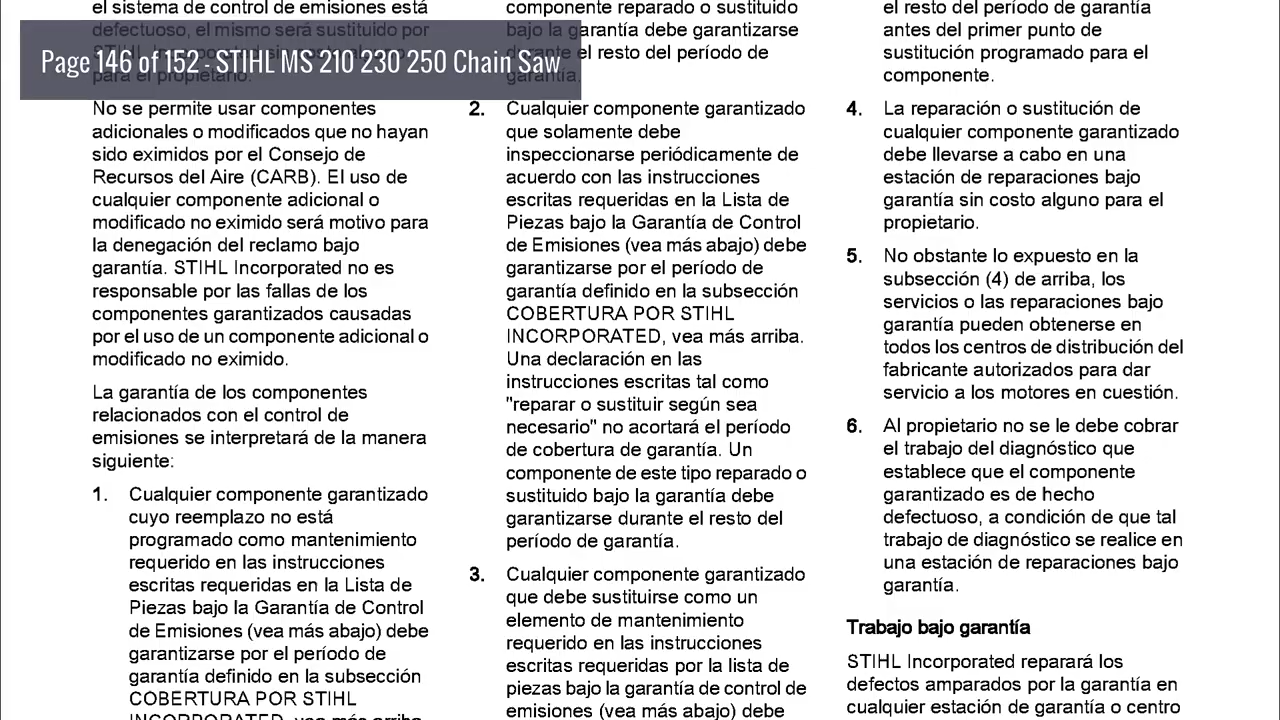 el sistema de control de emisiones está
defectuoso, el mismo será sustituido por
STIHL Incorporated sin costo alguno
para el propietario.
Page 146 of 152 - STIHL MS 210 230 250 Chain Saw
No se permite usar componentes
adicionales o modificados que no hayan
sido eximidos por el Consejo de
Recursos del Aire (CARB). El uso de
cualquier componente adicional o
modificado no eximido será motivo para
la denegación del reclamo bajo
garantía. STIHL Incorporated no es
responsable por las fallas de los
componentes garantizados causadas
por el uso de un componente adicional o
modificado no eximido.
La garantía de los componentes
relacionados con el control de
emisiones se interpretará de la manera
siguiente:
1. Cualquier componente garantizado
cuyo reemplazo no está
programado como mantenimiento
requerido en las instrucciones
escritas requeridas en la Lista de
Piezas bajo la Garantía de Control
de Emisiones (vea más abajo) debe
garantizarse por el período de
garantía definido en la subsección
COBERTURA POR STIHL
INCORPORATED, vea más arriba.
componente reparado o sustituido
bajo la garantía debe garantizarse
durante el resto del período de
garantía.
2. Cualquier componente garantizado
que solamente debe
inspeccionarse periódicamente de
acuerdo con las instrucciones
escritas requeridas en la Lista de
Piezas bajo la Garantía de Control
de Emisiones (vea más abajo) debe
garantizarse por el período de
garantía definido en la subsección
COBERTURA POR STIHL
INCORPORATED, vea más arriba.
Una declaración en las
instrucciones escritas tal como
"reparar o sustituir según sea
necesario" no acortará el período
de cobertura de garantía. Un
componente de este tipo reparado o
sustituido bajo la garantía debe
garantizarse durante el resto del
período de garantía.
3. Cualquier componente garantizado
que debe sustituirse como un
elemento de mantenimiento
requerido en las instrucciones
escritas requeridas por la lista de
piezas bajo la garantía de control de
emisiones (vea más abajo) debe
el resto del período de garantía
antes del primer punto de
sustitución programado para el
componente.
4. La reparación o sustitución de
cualquier componente garantizado
debe llevarse a cabo en una
estación de reparaciones bajo
garantía sin costo alguno para el
propietario.
5. No obstante lo expuesto en la
subsección (4) de arriba, los
servicios o las reparaciones bajo
garantía pueden obtenerse en
todos los centros de distribución del
fabricante autorizados para dar
servicio a los motores en cuestión.
6. Al propietario no se le debe cobrar
el trabajo del diagnóstico que
establece que el componente
garantizado es de hecho
defectuoso, a condición de que tal
trabajo de diagnóstico se realice en
una estación de reparaciones bajo
garantía.
Trabajo bajo garantía
STIHL Incorporated reparará los
defectos amparados por la garantía en
cualquier estación de garantía o centro